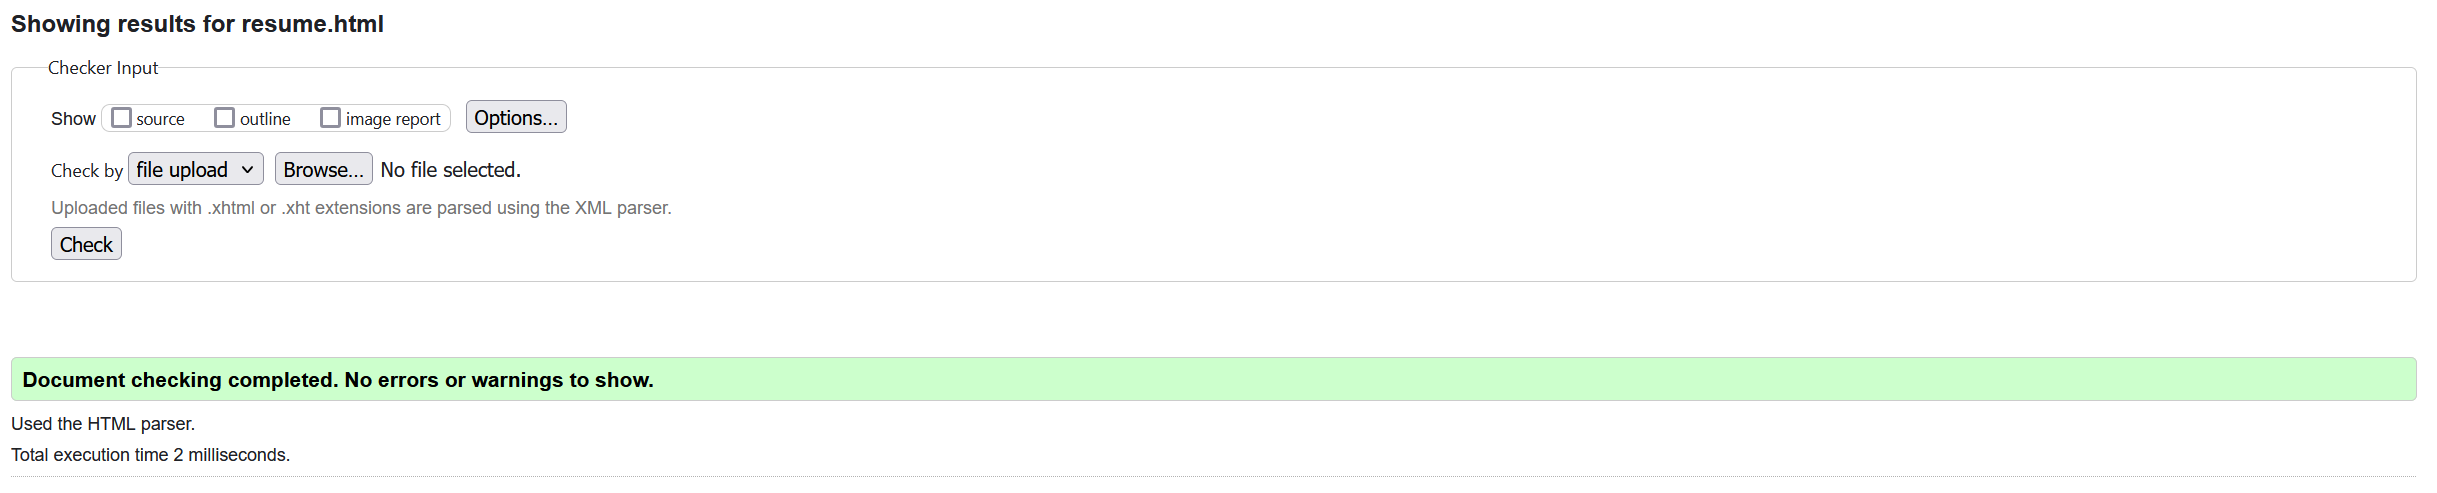 Showing results for resume.html
Checker Input
Show source outline image report Options...
Check by file upload Browse... No file selected.
Uploaded files with .xhtml or .xht extensions are parsed using the XML parser.
Check
Document checking completed. No errors or warnings to show.
Used the HTML parser.
Total execution time 2 milliseconds.